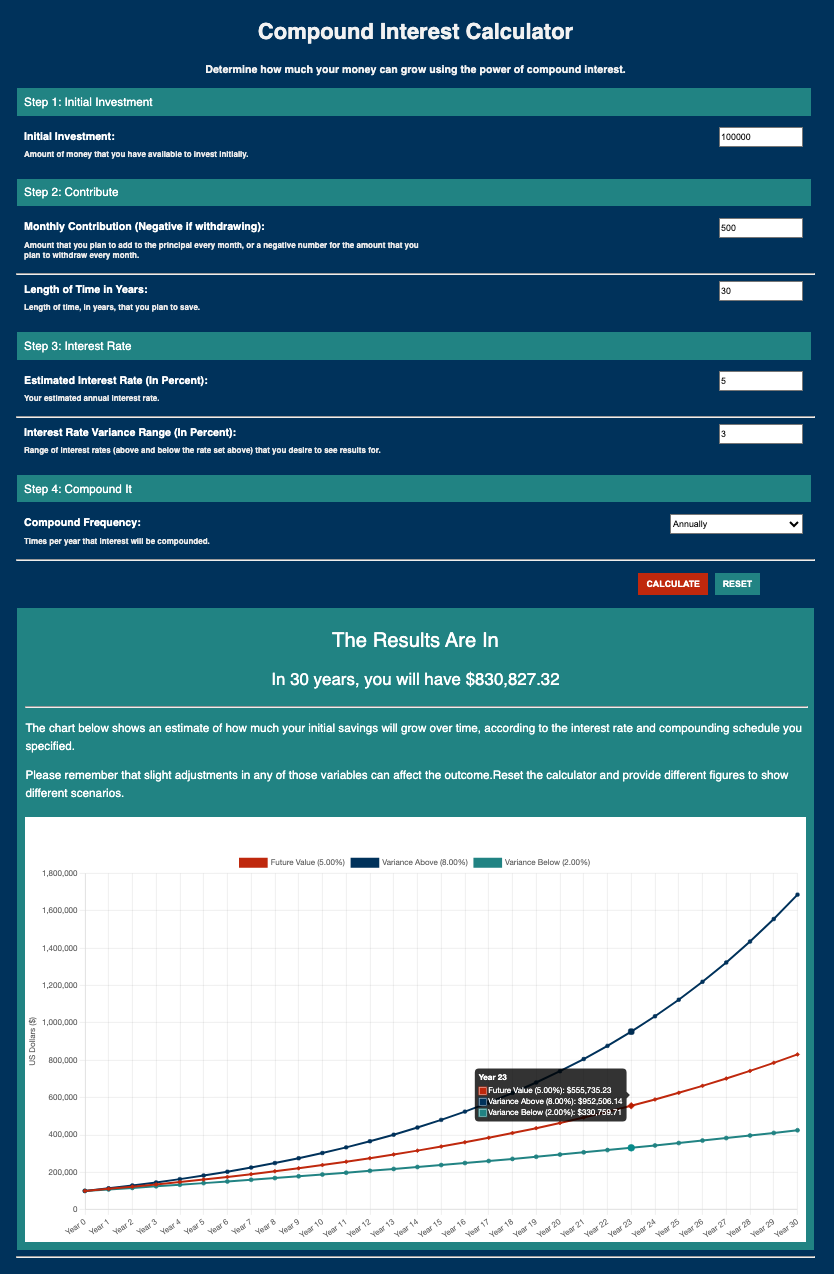 Compound Interest Calculator
Determine how much your money can grow using the power of compound interest.
Step 1: Initial Investment
Initial Investment:
100000
Amount of money that you have available to invest initially.
Step 2: Contribute
Monthly Contribution (Negative if withdrawing):
500
Amount that you plan to add to the principal every month, or a negative number for the amount that you
plan to withdraw every month.
Length of Time in Years:
30
Length of time, in years, that you plan to save.
Step 3: Interest Rate
Estimated Interest Rate (In Percent):
5
Your estimated annual interest rate.
Interest Rate Variance Range (In Percent):
3
Range of interest rates (above and below the rate set above) that you desire to see results for.
Step 4: Compound It
Compound Frequency:
Annually
Times per year that interest will be compounded.
CALCULATE
RESET
The Results Are In
In 30 years, you will have $830,827.32
The chart below shows an estimate of how much your initial savings will grow over time, according to the interest rate and compounding schedule you
specified.
Please remember that slight adjustments in any of those variables can affect the outcome.Reset the calculator and provide different figures to show
different scenarios.
Future Value (5.00%)
Variance Above (8.00%)
Variance Below (2.00%)
US Dollars ($)
1,800,000
1,600,000
1,400,000
1,200,000
1,000,000
800,000
600,000
400,000
200,000
0
Year 23
Future Value (5.00%): $555,735.23
Variance Above (8.00%): $952,506.14
Variance Below (2.00%): $330,759.71
Year 0
Year 1
Year 2
Year 3
Year 4
Year 5
Year 6
Year 7
Year 8
Year 9
Year 10
Year 11
Year 12
Year 13
Year 14
Year 15
Year 16
Year 17
Year 18
Year 19
Year 20
Year 21
Year 22
Year 23
Year 24
Year 25
Year 26
Year 27
Year 28
Year 29
Year 30